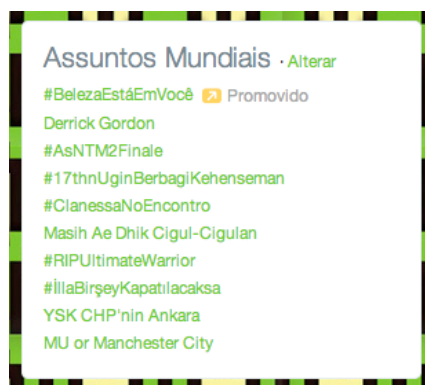 Assuntos Mundiais · Alterar
#BelezaEstáEmVocê Promovido
Derrick Gordon
#AsNTM2Finale
#17thnUginBerbagiKehenseman
#ClanessaNoEncontro
Masih Ae Dhik Cigul-Cigulan
#RIPUltimateWarrior
#İllaBirşeyKapatılacaksa
YSK CHP'nin Ankara
MU or Manchester City